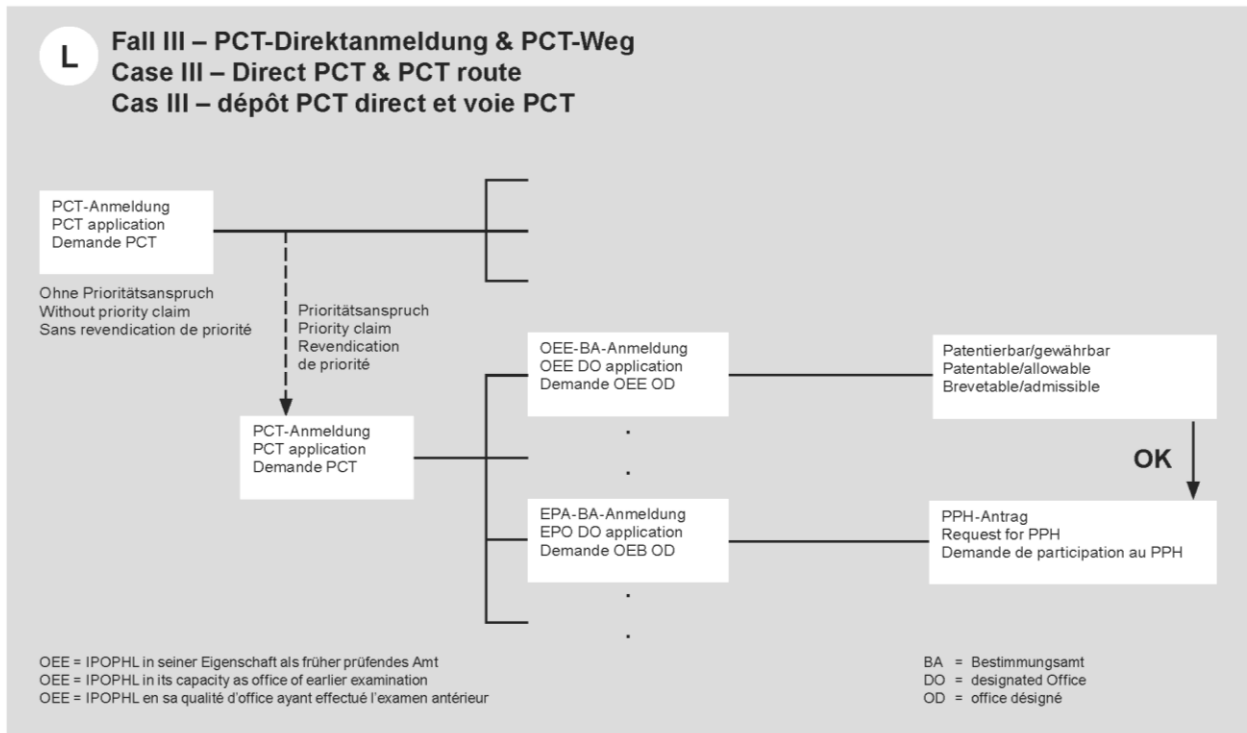 L
Fall III – PCT-Direktanmeldung & PCT-Weg
Case III – Direct PCT & PCT route
Cas III – dépôt PCT direct et voie PCT
PCT-Anmeldung
PCT application
Demande PCT
Ohne Prioritätsanspruch
Without priority claim
Sans revendication de priorité
Prioritätsanspruch
Priority claim
Revendication
de priorité
OEE-BA-Anmeldung
OEE DO application
Demande OEE OD
Patentierbar/gewährbar
Patentable/allowable
Brevetable/admissible
PCT-Anmeldung
PCT application
Demande PCT
OK
EPA-BA-Anmeldung
EPO DO application
Demande OEB OD
PPH-Antrag
Request for PPH
Demande de participation au PPH
OEE = IPOPHL in seiner Eigenschaft als früher prüfendes Amt
OEE = IPOPHL in its capacity as office of earlier examination
OEE = IPOPHL en sa qualité d'office ayant effectué l'examen antérieur
BA = Bestimmungsamt
DO = designated Office
OD = office désigné